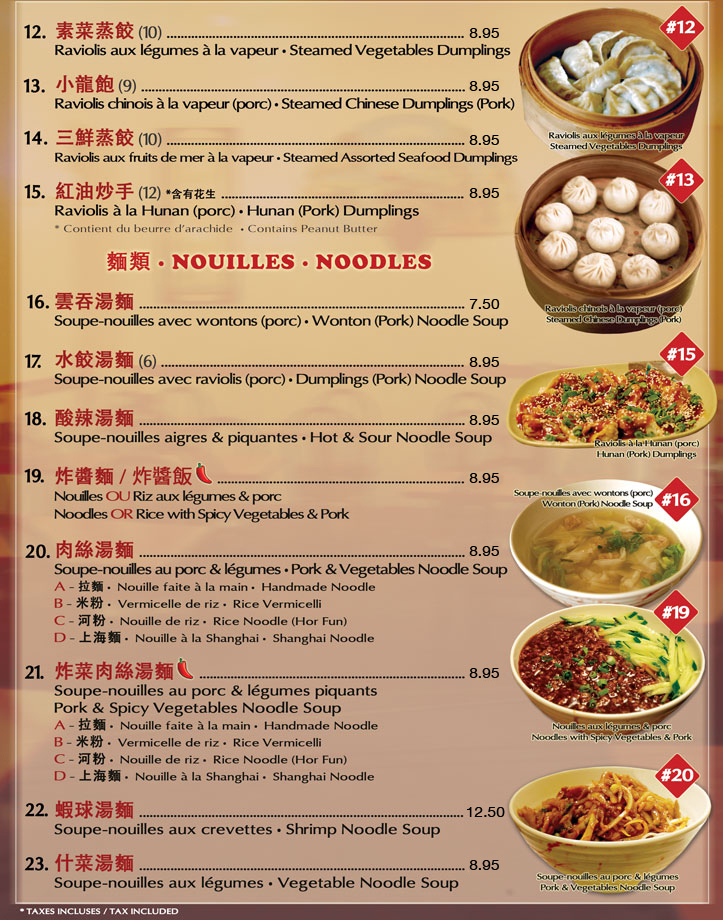 12. 素菜蒸餃 (10) 8.95
Raviolis aux légumes à la vapeur • Steamed Vegetables Dumplings
13. 小龍飽 (9) 8.95
Raviolis chinois à la vapeur (porc) • Steamed Chinese Dumplings (Pork)
14. 三鮮蒸餃 (10) 8.95
Raviolis aux fruits de mer à la vapeur • Steamed Assorted Seafood Dumplings
15. 紅油炒手 (12) *含有花生 8.95
Raviolis à la Hunan (porc) • Hunan (Pork) Dumplings
* Contient du beurre d'arachide • Contains Peanut Butter
麵類 • NOUILLES • NOODLES
16. 雲吞湯麵 7.50
Soupe-nouilles avec wontons (porc) • Wonton (Pork) Noodle Soup
17. 水餃湯麵 (6) 8.95
Soupe-nouilles avec raviolis (porc) • Dumplings (Pork) Noodle Soup
18. 酸辣湯麵 8.95
Soupe-nouilles aigres & piquantes • Hot & Sour Noodle Soup
19. 炸醬麵 / 炸醬飯 8.95
Nouilles OU Riz aux légumes & porc
Noodles OR Rice with Spicy Vegetables & Pork
20. 肉絲湯麵 8.95
Soupe-nouilles au porc & légumes • Pork & Vegetables Noodle Soup
A - 拉麵 • Nouille faite à la main • Handmade Noodle
B - 米粉 • Vermicelle de riz • Rice Vermicelli
C - 河粉 • Nouille de riz • Rice Noodle (Hor Fun)
D - 上海麵 • Nouille à la Shanghai • Shanghai Noodle
21. 炸菜肉絲湯麵 8.95
Soupe-nouilles au porc & légumes piquants
Pork & Spicy Vegetables Noodle Soup
A - 拉麵 • Nouille faite à la main • Handmade Noodle
B - 米粉 • Vermicelle de riz • Rice Vermicelli
C - 河粉 • Nouille de riz • Rice Noodle (Hor Fun)
D - 上海麵 • Nouille à la Shanghai • Shanghai Noodle
22. 蝦球湯麵 12.50
Soupe-nouilles aux crevettes • Shrimp Noodle Soup
23. 什菜湯麵 8.95
Soupe-nouilles aux légumes • Vegetable Noodle Soup
* TAXES INCLUSES / TAX INCLUDED
#12
Raviolis aux légumes à la vapeur
Steamed Vegetables Dumplings
#13
Raviolis chinois à la vapeur (porc)
Steamed Chinese Dumplings (Pork)
#15
Raviolis à la Hunan (porc)
Hunan (Pork) Dumplings
Soupe-nouilles avec wontons (porc)
Wonton (Pork) Noodle Soup
#16
#19
Nouilles aux légumes & porc
Noodles with Spicy Vegetables & Pork
#20
Soupe-nouilles au porc & légumes
Pork & Vegetables Noodle Soup